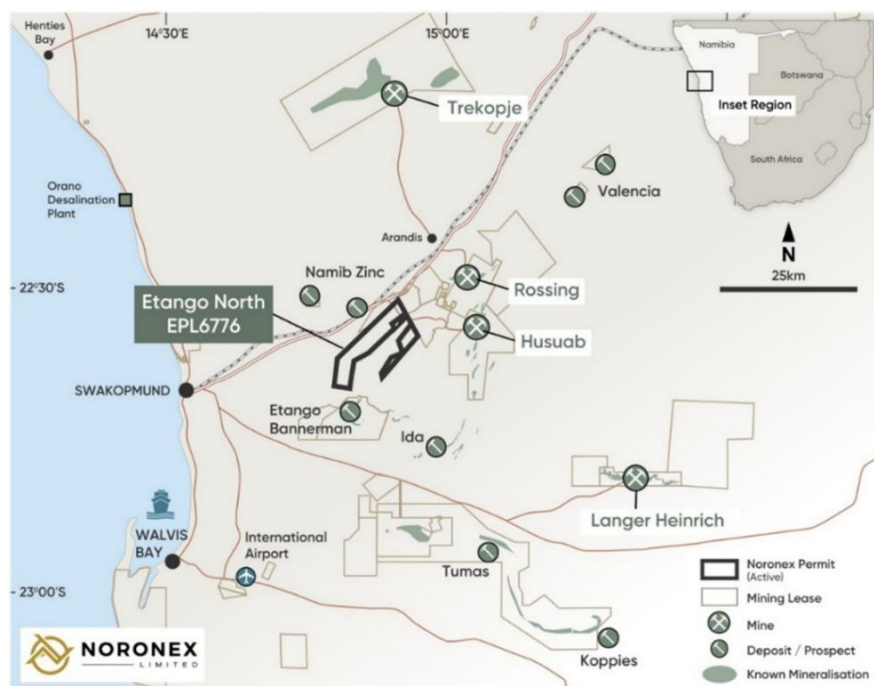 Henties
Bay
14°30'E
15°00'E
Namibia
Botswana
Inset Region
South Africa
Trekopje
Orano
Desalination
Plant
Valencia
Arandis
N
25km
22°30'S
Namib Zinc
Rossing
Etango North
EPL6776
Husuab
SWAKOPMUND
Etango
Bannerman
Ida
Langer Heinrich
WALVIS
BAY
International
Airport
Tumas
23°00'S
Koppies
Noronex Permit
(Active)
Mining Lease
Mine
Deposit / Prospect
Known Mineralisation
NORONEX
LIMITED